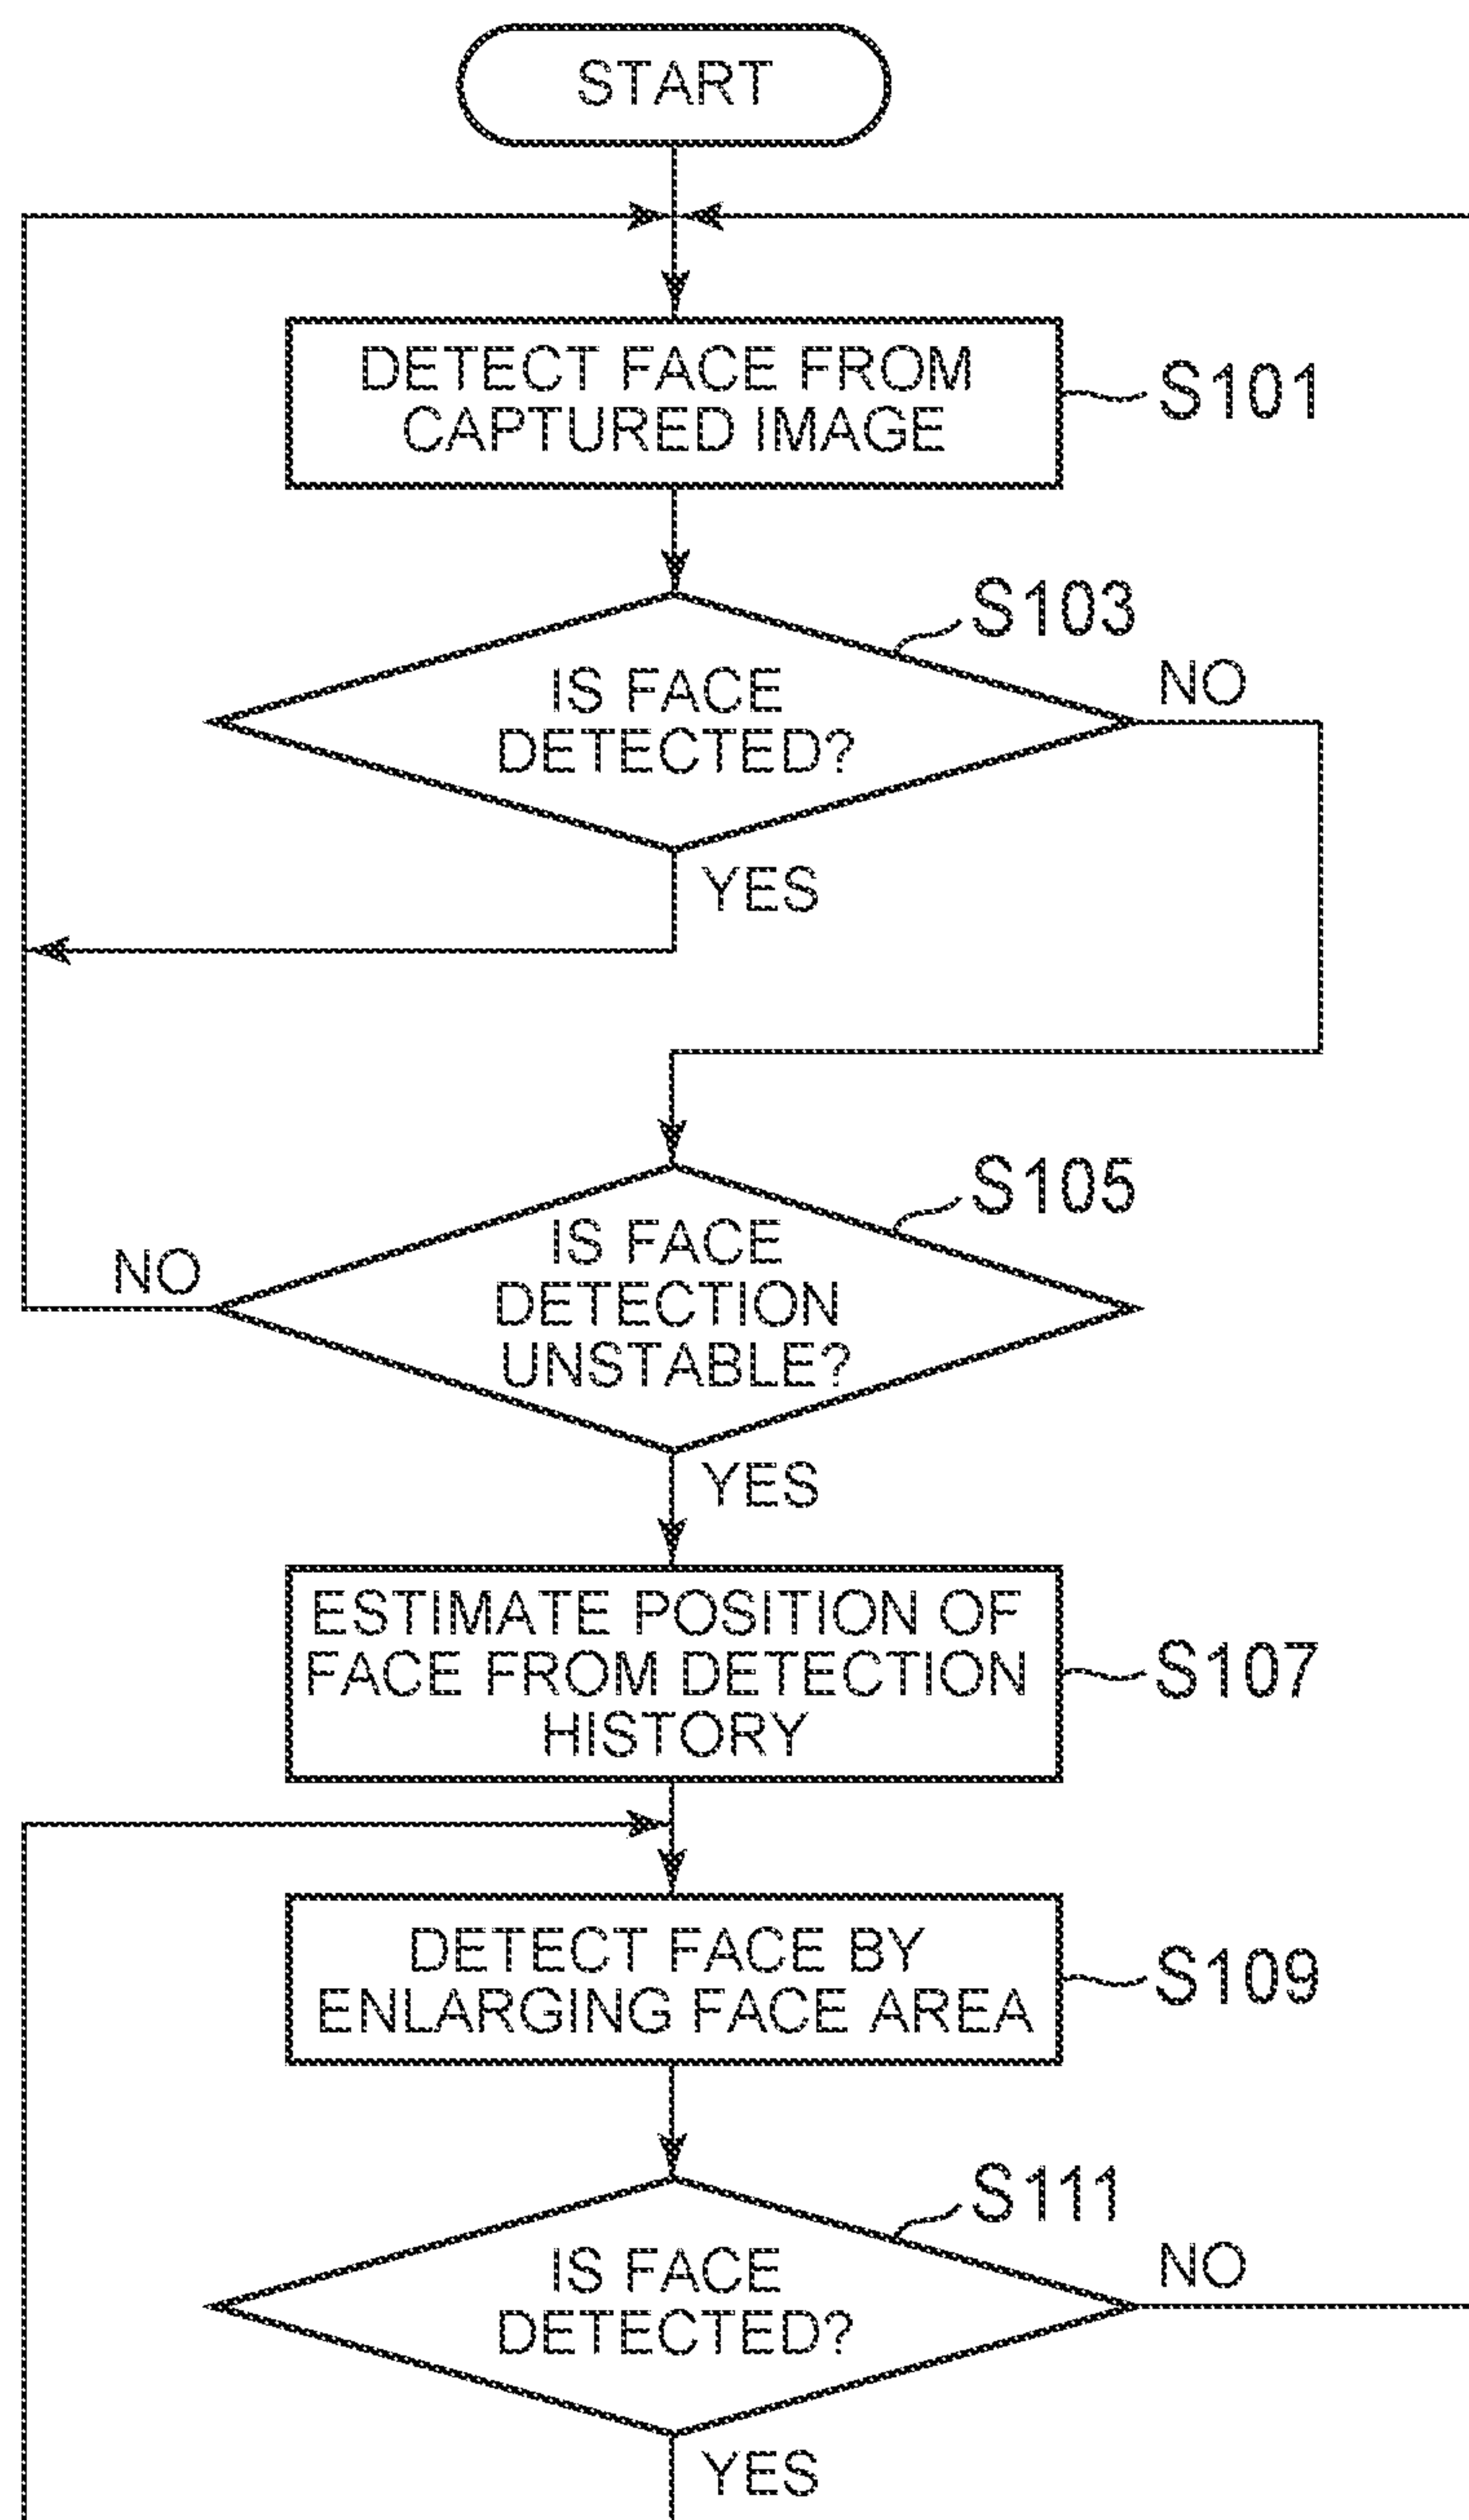 START
DETECT FACE FROM
CAPTURED IMAGE
S101
S103
IS FACE
DETECTED?
NO
YES
S105
IS FACE
DETECTION
UNSTABLE?
NO
YES
ESTIMATE POSITION OF
FACE FROM DETECTION
HISTORY
S107
DETECT FACE BY
ENLARGING FACE AREA
S109
S111
IS FACE
DETECTED?
NO
YES